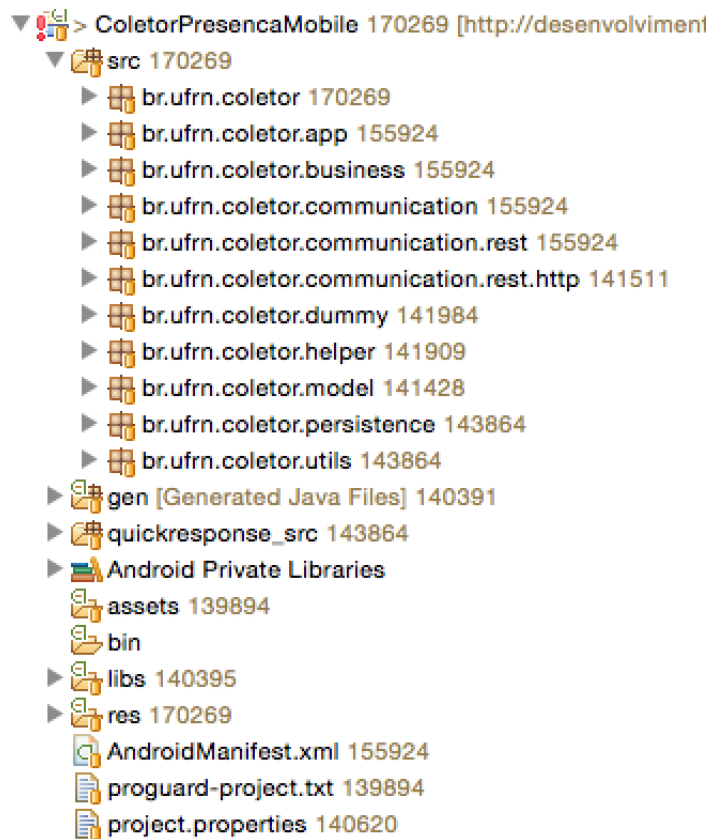 > ColetorPresencaMobile 170269 [http://desenvolviment
src 170269
br.ufrn.coletor 170269
br.ufrn.coletor.app 155924
br.ufrn.coletor.business 155924
br.ufrn.coletor.communication 155924
br.ufrn.coletor.communication.rest 155924
br.ufrn.coletor.communication.rest.http 141511
br.ufrn.coletor.dummy 141984
br.ufrn.coletor.helper 141909
br.ufrn.coletor.model 141428
br.ufrn.coletor.persistence 143864
br.ufrn.coletor.utils 143864
gen [Generated Java Files] 140391
quickresponse_src 143864
Android Private Libraries
assets 139894
bin
libs 140395
res 170269
AndroidManifest.xml 155924
proguard-project.txt 139894
project.properties 140620